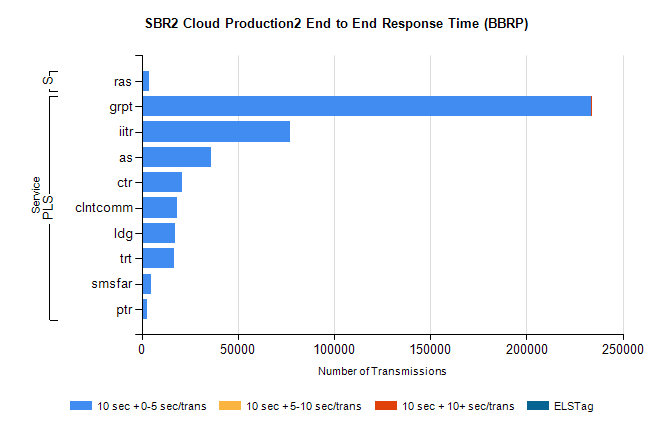 SBR2 Cloud Production2 End to End Response Time (BBRP)
S
ras
grpt
iitr
as
ctr
Service
PLS
clntcomm
ldg
trt
smsfar
ptr
0 50000 100000 150000 200000 250000
Number of Transmissions
10 sec +0-5 sec/trans 10 sec +5-10 sec/trans 10 sec + 10+ sec/trans ELSTag